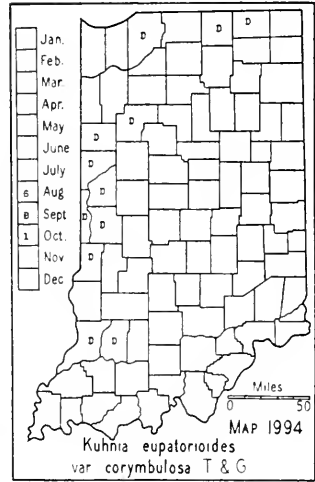 Jan.
Feb.
Mar.
Apr.
May
June
July
6 Aug
8 Sept
1 Oct.
Nov
Dec
D D D
D
D
D
D
D D
D
D D
Miles
0 50
MAP 1994
Kuhnia eupatorioides
var corymbulosa T & G